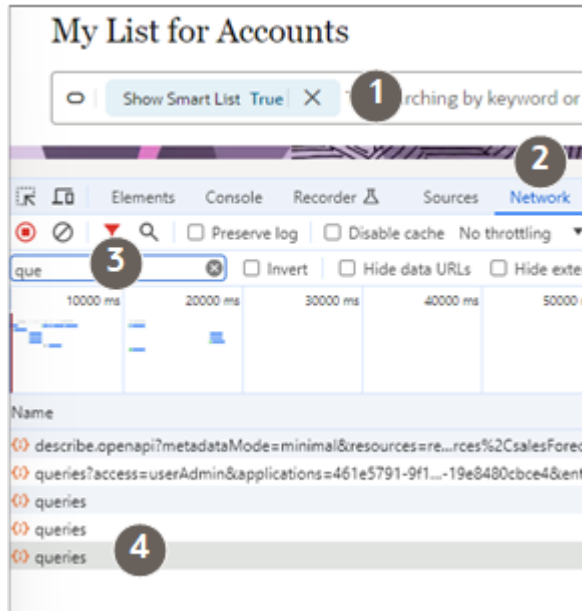 My List for Accounts
Show Smart List True 1 rching by keyword or
2
Elements Console Recorder Sources Network
Preserve log Disable cache No throttling
3
que Invert Hide data URLs Hide exte
10000 ms 20000 ms 30000 ms 40000 ms 50000
Name
describe.openapi?metadataMode=minimal&resources=re...rces%2CsalesForec
queries?access=userAdmin&applications=461e5791-9f1...-19e8480cbce4&ent
queries
queries
queries 4